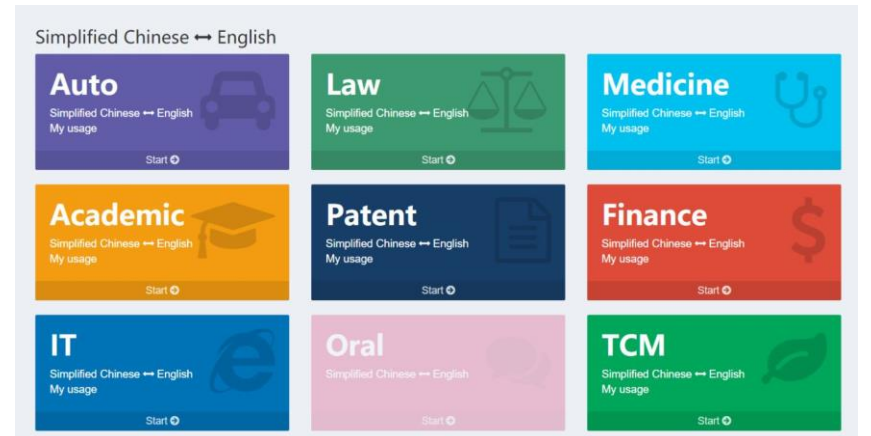 Simplified Chinese ↔ English
Auto
Simplified Chinese ↔ English
My usage
Start
Law
Simplified Chinese ↔ English
My usage
Start
Medicine
Simplified Chinese ↔ English
My usage
Start
Academic
Simplified Chinese ↔ English
My usage
Start
Patent
Simplified Chinese ↔ English
My usage
Start
Finance
Simplified Chinese ↔ English
My usage
Start
IT
Simplified Chinese ↔ English
My usage
Start
Oral
Simplified Chinese ↔ English
Start
TCM
Simplified Chinese ↔ English
My usage
Start